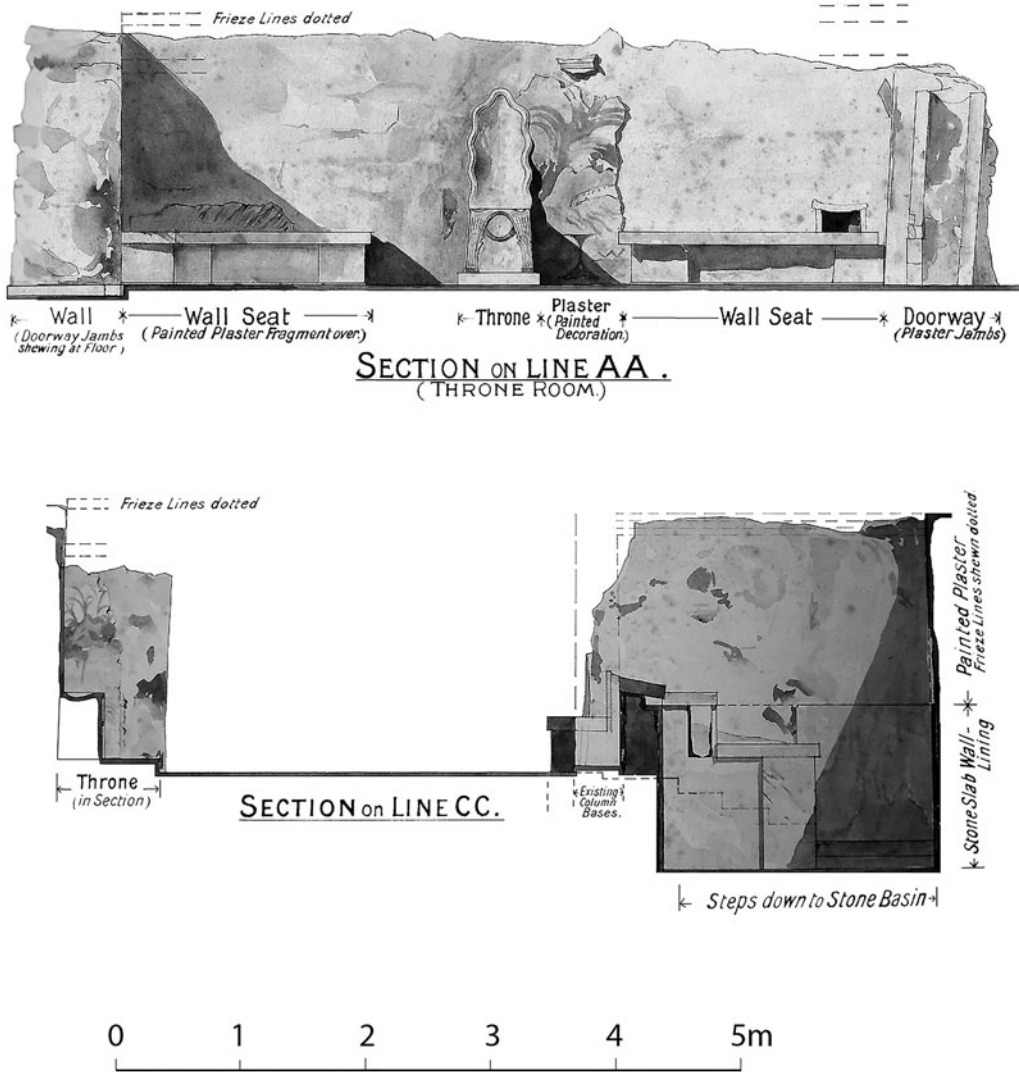 Frieze Lines dotted
Wall
(Doorway Jambs
shewing at Floor)
Wall Seat
(Painted Plaster Fragment over.)
Throne
Plaster
(Painted
Decoration.)
Wall Seat
Doorway
(Plaster Jambs)
SECTION ON LINE AA.
(THRONE ROOM.)
Frieze Lines dotted
Throne
(in Section)
SECTION ON LINE CC.
Existing
Column
Bases.
Painted Plaster
Frieze Lines shown dotted.
Stone Slab Wall-
Lining
Steps down to Stone Basin
0 1 2 3 4 5m